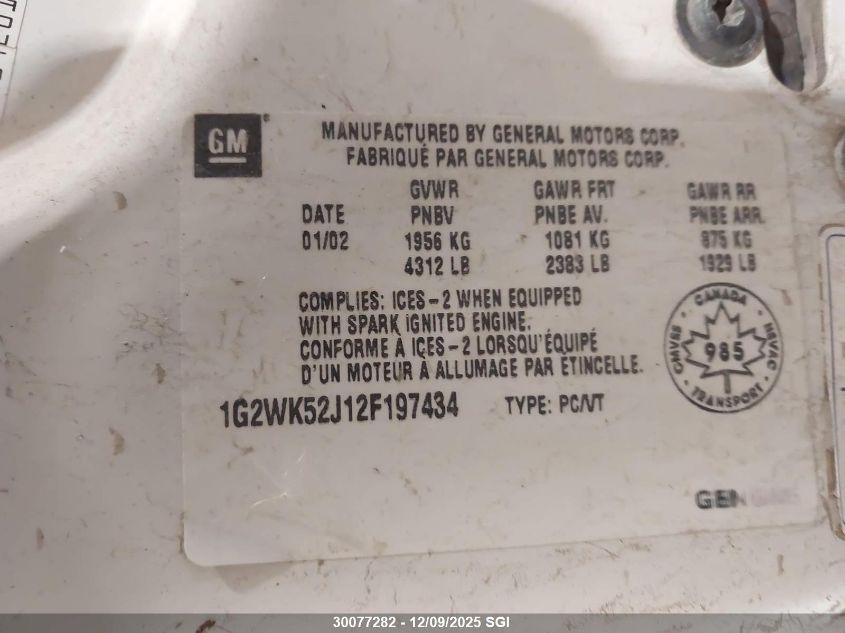 GM
MANUFACTURED BY GENERAL MOTORS CORP.
FABRIQUÉ PAR GENERAL MOTORS CORP.
GVWR GAWR FRT GAWR RR
DATE PNBV PNBE AV. PNBE ARR.
01/02 1956 KG 1081 KG 875 KG
4312 LB 2383 LB 1929 LB
COMPLIES: ICES-2 WHEN EQUIPPED
WITH SPARK IGNITED ENGINE.
CONFORME À ICES-2 LORSQU'ÉQUIPÉ
D'UN MOTEUR À ALLUMAGE PAR ÉTINCELLE.
CANADA
CMVSS 985 NSVAC
TRANSPORT
1G2WK52J12F197434 TYPE: PC/VT
30077282 - 12/09/2025 SGI